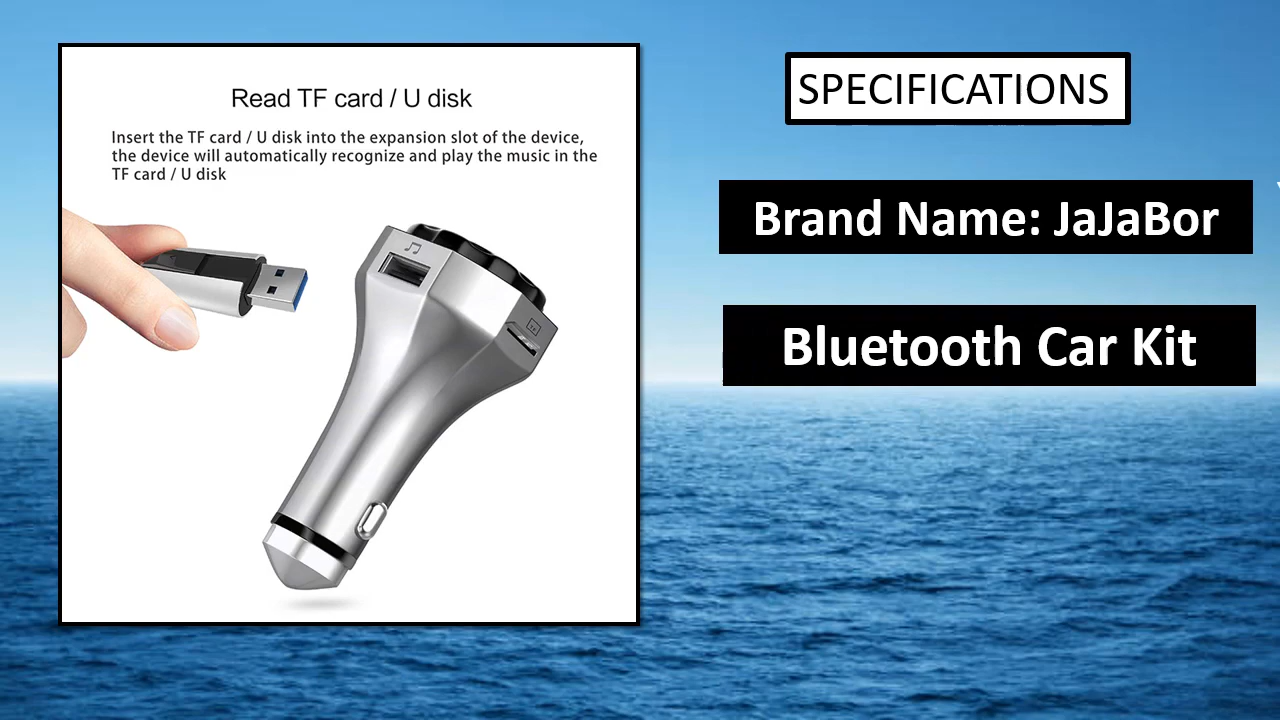 Read TF card / U disk
Insert the TF card / U disk into the expansion slot of the device,
the device will automatically recognize and play the music in the
TF card / U disk
SPECIFICATIONS
Brand Name: JaJaBor
Bluetooth Car Kit